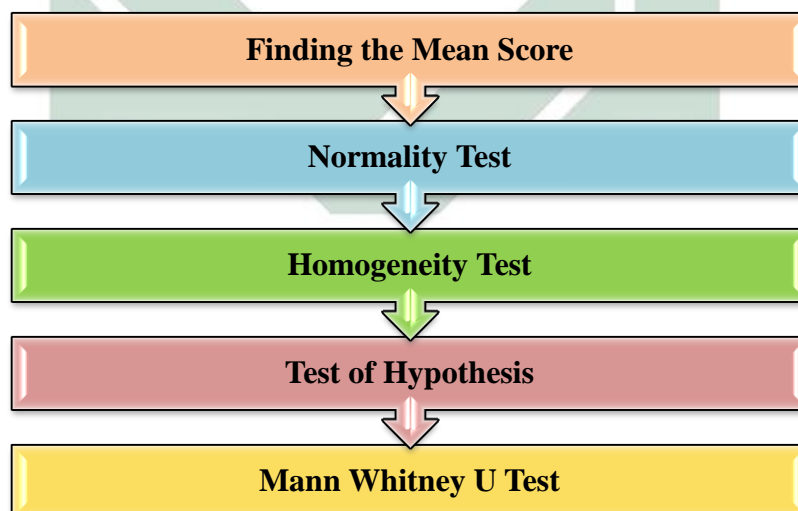 Finding the Mean Score
Normality Test
Homogeneity Test
Test of Hypothesis
Mann Whitney U Test